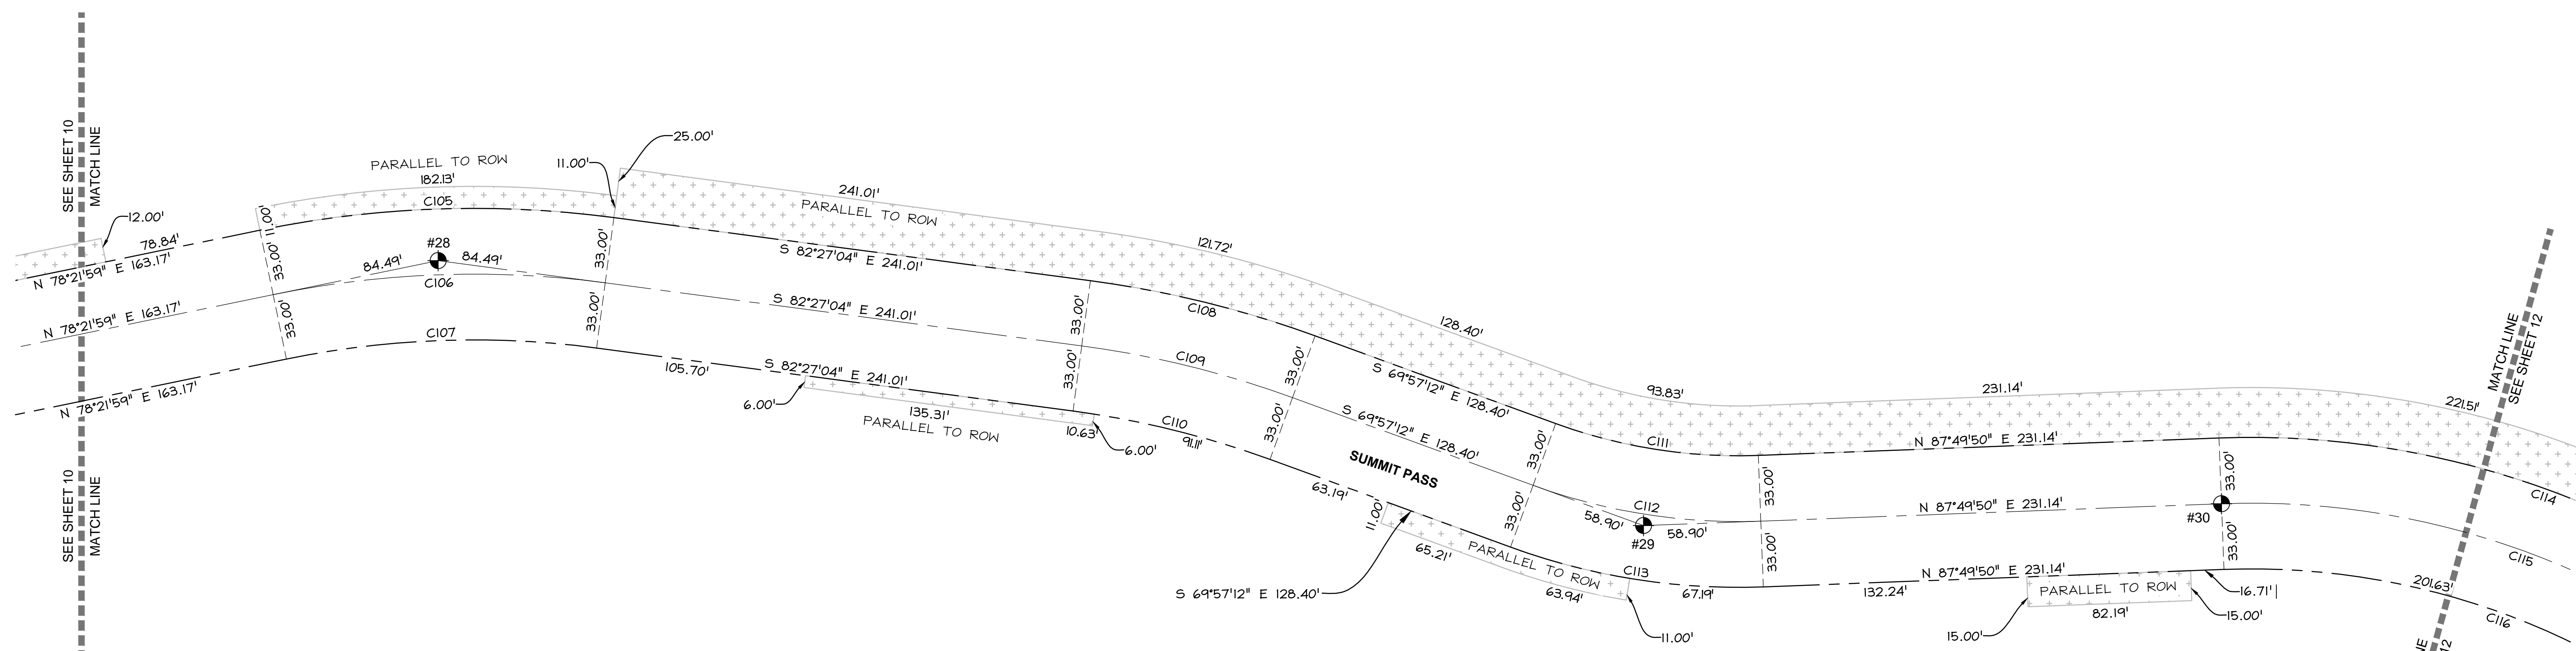 SEE SHEET 10
MATCH LINE
12.00'
78.84'
N 78°21'59" E 163.17'
N 78°21'59" E 163.17'
N 78°21'59" E 163.17'
SEE SHEET 10
MATCH LINE
PARALLEL TO ROW
182.13'
C105
11.00'
33.00'
33.00'
#28
84.49'
84.49'
C106
C107
11.00'
25.00'
33.00'
33.00'
241.01'
PARALLEL TO ROW
S 82°27'04" E 241.01'
S 82°27'04" E 241.01'
S 82°27'04" E 241.01'
105.70'
6.00'
135.31'
PARALLEL TO ROW
10.63'
6.00'
33.00'
33.00'
121.72'
C108
C109
C110
91.11'
33.00'
33.00'
128.40'
S 69°57'12" E 128.40'
S 69°57'12" E 128.40'
SUMMIT PASS
63.19'
11.00'
65.21'
S 69°57'12" E 128.40'
PARALLEL TO ROW
63.94'
11.00'
33.00'
33.00'
93.83'
C111
C112
58.90'
58.90'
#29
C113
67.19'
33.00'
33.00'
231.14'
N 87°49'50" E 231.14'
N 87°49'50" E 231.14'
N 87°49'50" E 231.14'
132.24'
15.00'
PARALLEL TO ROW
82.19'
16.71'
15.00'
33.00'
#30
33.00'
221.51'
MATCH LINE
SEE SHEET 12
C114
C115
201.63'
C116